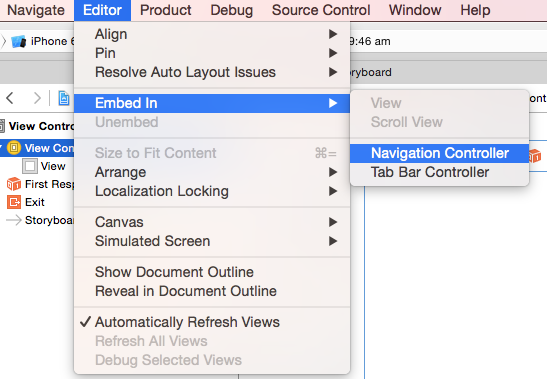 Navigate Editor Product Debug Source Control Window Help
iPhone 6
9:46 am
Align
Pin
Resolve Auto Layout Issues
Embed In
Unembed
Size to Fit Content ⌘=
Arrange
Localization Locking
Canvas
Simulated Screen
Show Document Outline
Reveal in Document Outline
✓ Automatically Refresh Views
Refresh All Views
Debug Selected Views
View
Scroll View
Navigation Controller
Tab Bar Controller
oryboard
ont
View Contro
View Con
View
First Resp
Exit
Storyboa